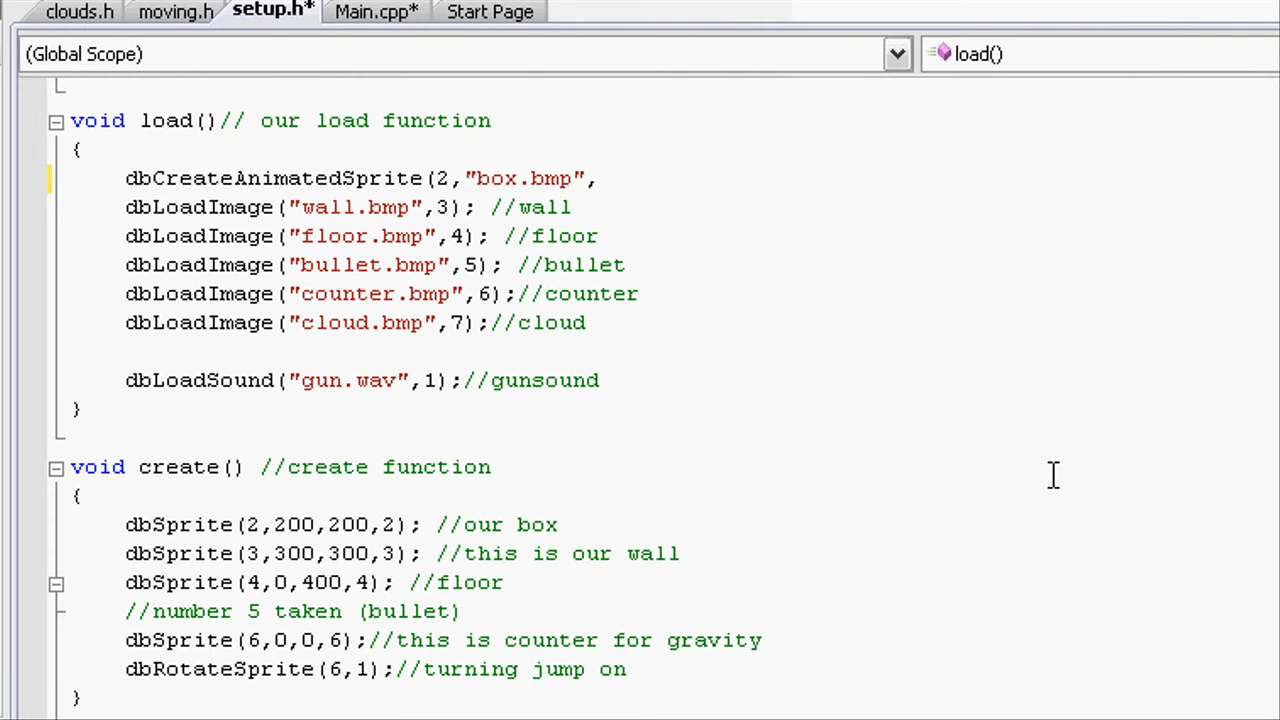 clouds.h moving.h setup.h* Main.cpp* Start Page
(Global Scope) load()
void load()// our load function
{
dbCreateAnimatedSprite(2,"box.bmp",
dbLoadImage("wall.bmp",3); //wall
dbLoadImage("floor.bmp",4); //floor
dbLoadImage("bullet.bmp",5); //bullet
dbLoadImage("counter.bmp",6);//counter
dbLoadImage("cloud.bmp",7);//cloud
dbLoadSound("gun.wav",1);//gunsound
}
void create() //create function
{
dbSprite(2,200,200,2); //our box
dbSprite(3,300,300,3); //this is our wall
dbSprite(4,0,400,4); //floor
//number 5 taken (bullet)
dbSprite(6,0,0,6);//this is counter for gravity
dbRotateSprite(6,1);//turning jump on
}